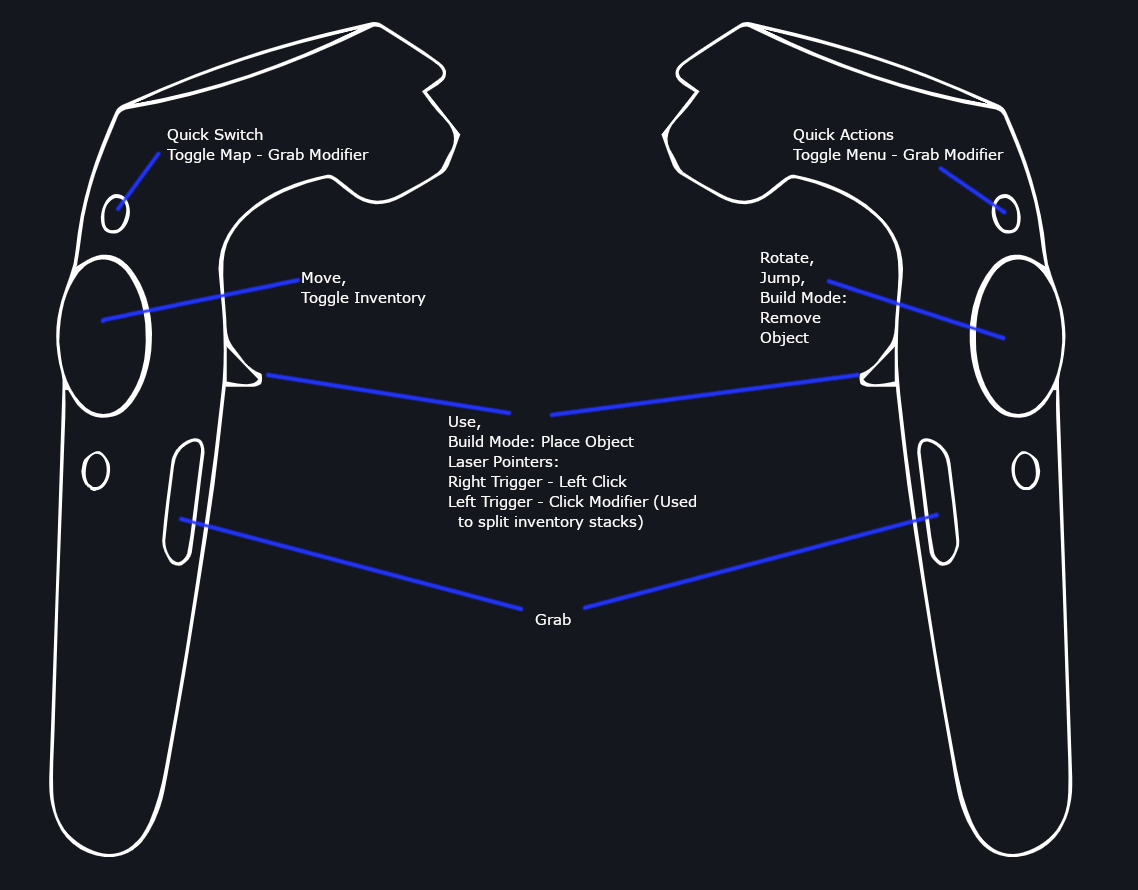 Quick Switch
Toggle Map - Grab Modifier
Quick Actions
Toggle Menu - Grab Modifier
Move,
Toggle Inventory
Rotate,
Jump,
Build Mode:
Remove
Object
Use,
Build Mode: Place Object
Laser Pointers:
Right Trigger - Left Click
Left Trigger - Click Modifier (Used
to split inventory stacks)
Grab